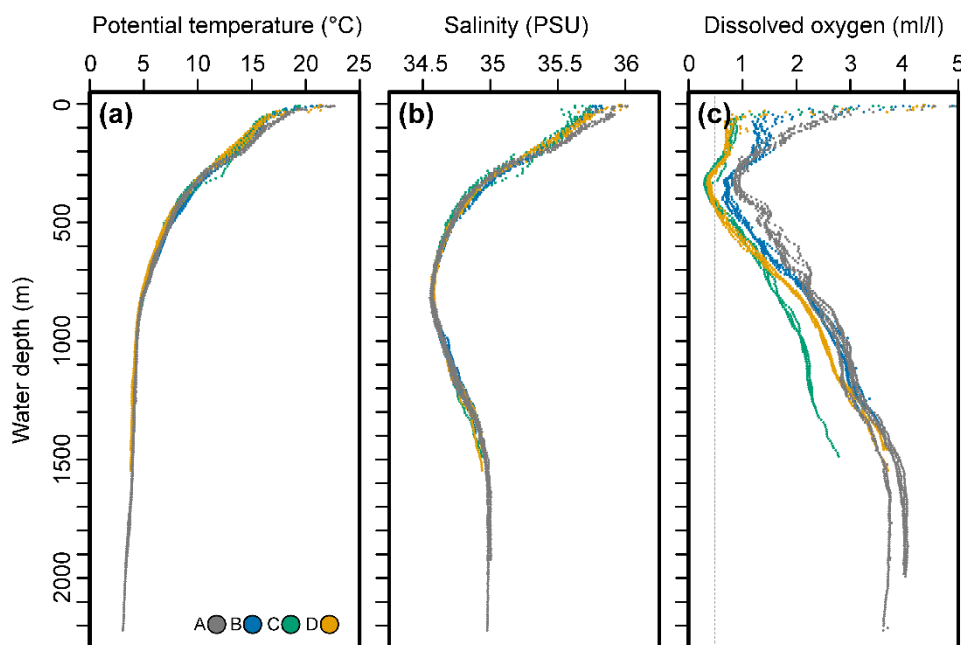 Potential temperature (°C) Salinity (PSU) Dissolved oxygen (ml/l)
0 5 10 15 20 25 34.5 35 35.5 36 0 1 2 3 4 5
(a) (b) (c)
Water depth (m)
0
500
1000
1500
2000
A B C D